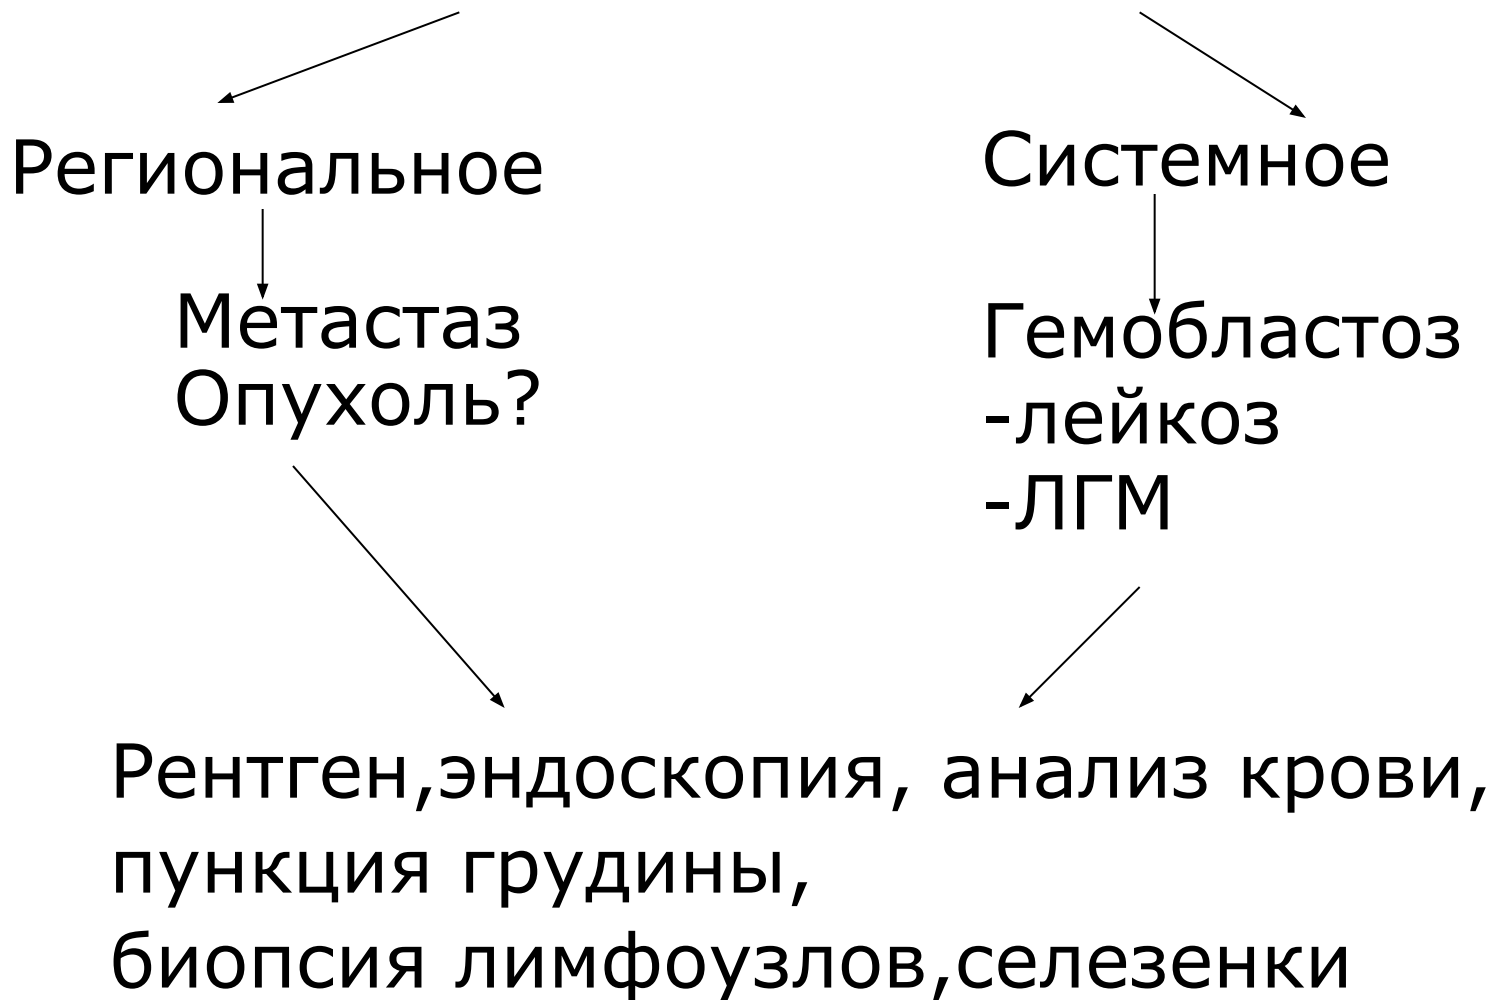 Региональное
Системное
Метастаз
Опухоль?
Гемобластоз
-лейкоз
-ЛГМ
Рентген,эндоскопия, анализ крови,
пункция грудины,
биопсия лимфоузлов,селезенки